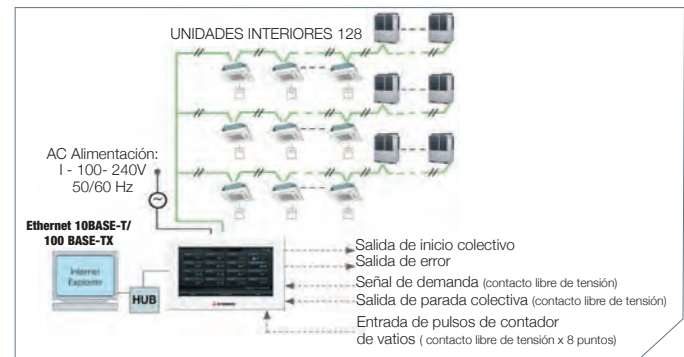 UNIDADES INTERIORES 128
AC Alimentación:
I - 100- 240V
50/60 Hz
Ethernet 10BASE-T/
100 BASE-TX
Internet
Explorer
HUB
Salida de inicio colectivo
Salida de error
Señal de demanda (contacto libre de tensión)
Salida de parada colectiva (contacto libre de tensión)
Entrada de pulsos de contador
de vatios ( contacto libre de tensión x 8 puntos)